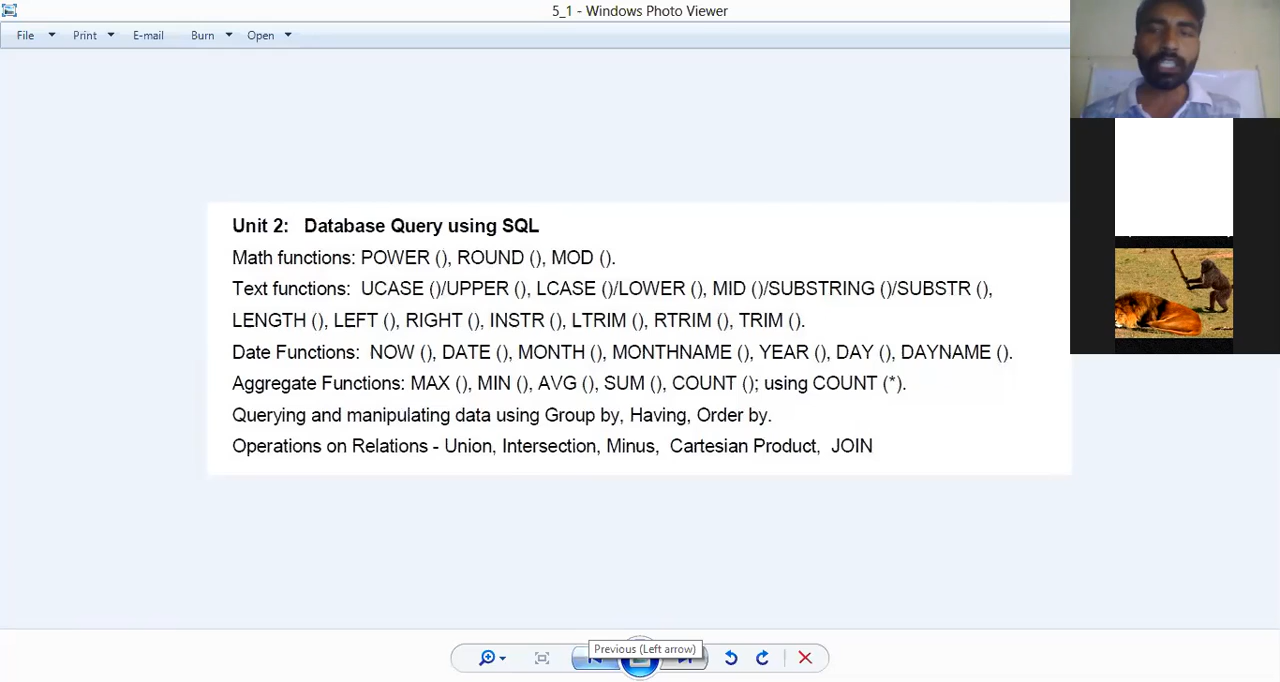 5_1 - Windows Photo Viewer
File Print E-mail Burn Open
Unit 2: Database Query using SQL
Math functions: POWER (), ROUND (), MOD ().
Text functions: UCASE ()/UPPER (), LCASE ()/LOWER (), MID ()/SUBSTRING ()/SUBSTR (),
LENGTH (), LEFT (), RIGHT (), INSTR (), LTRIM (), RTRIM (), TRIM ().
Date Functions: NOW (), DATE (), MONTH (), MONTHNAME (), YEAR (), DAY (), DAYNAME ().
Aggregate Functions: MAX (), MIN (), AVG (), SUM (), COUNT (); using COUNT (*).
Querying and manipulating data using Group by, Having, Order by.
Operations on Relations - Union, Intersection, Minus, Cartesian Product, JOIN
Previous (Left arrow)